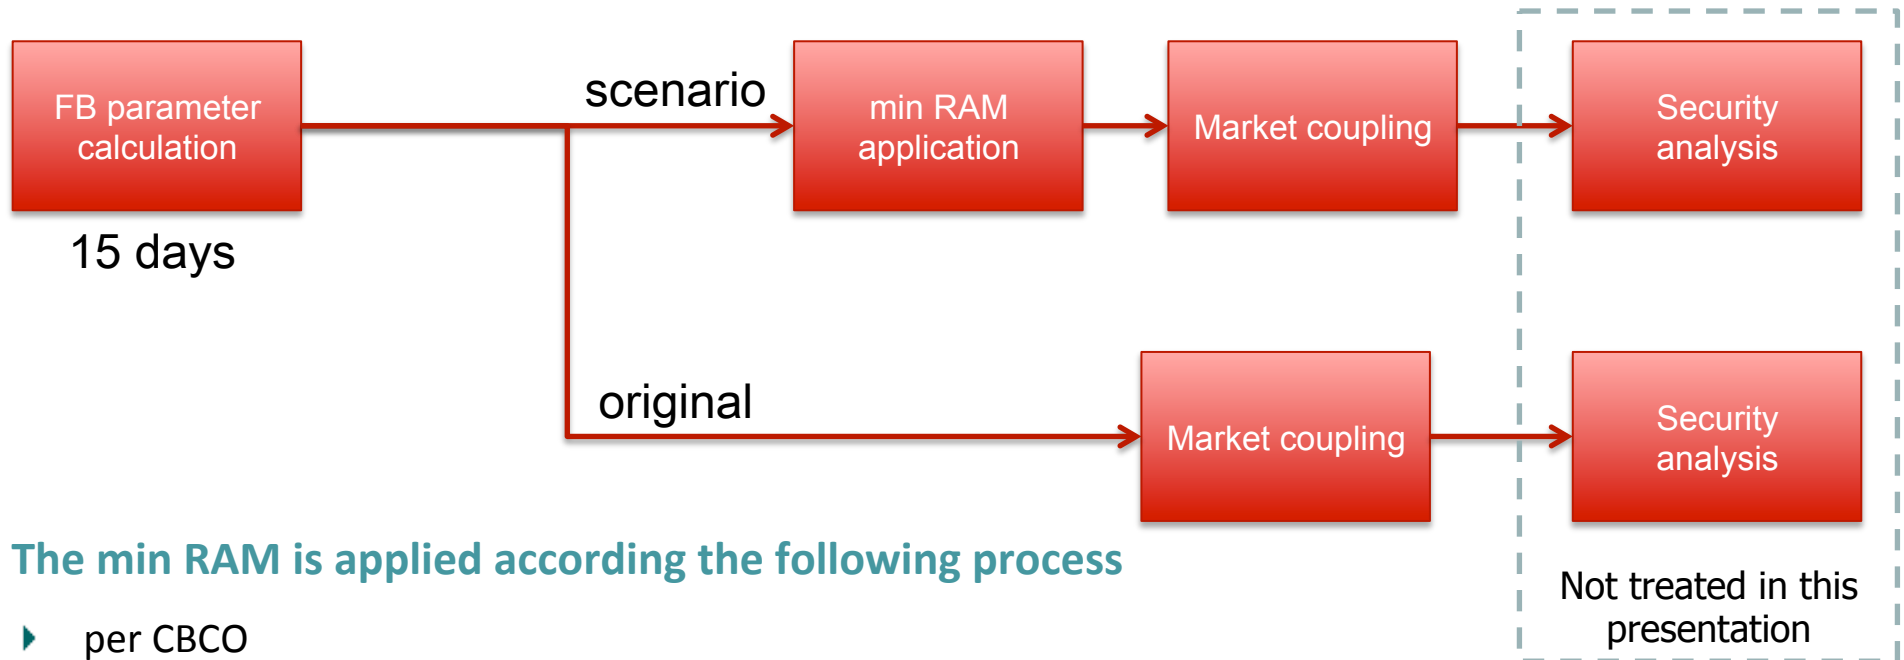 FB parameter
calculation
15 days
scenario
min RAM
application
Market coupling
Security
analysis
original
Market coupling
Security
analysis
Not treated in this
presentation
The min RAM is applied according the following process
per CBCO